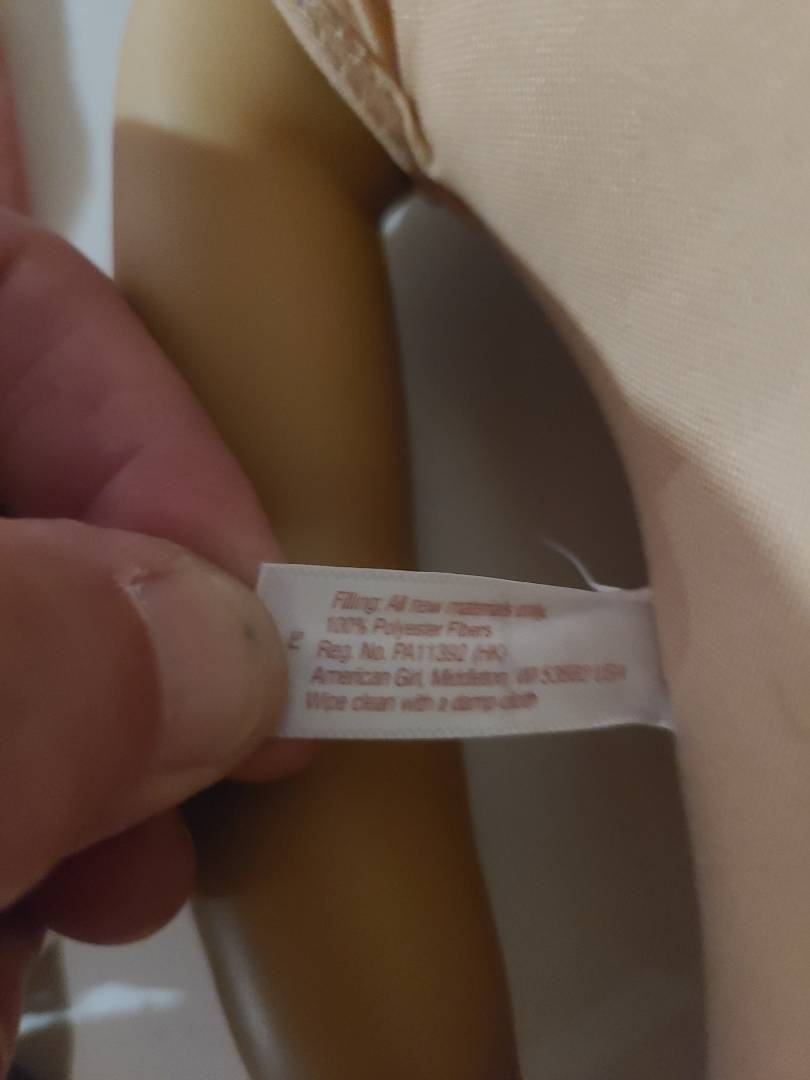 Filling: All new materials only.
100% Polyester Fibers
Reg. No. PA11392 (HK)
American Girl, Middleton, WI 53562 USA
Wipe clean with a damp cloth